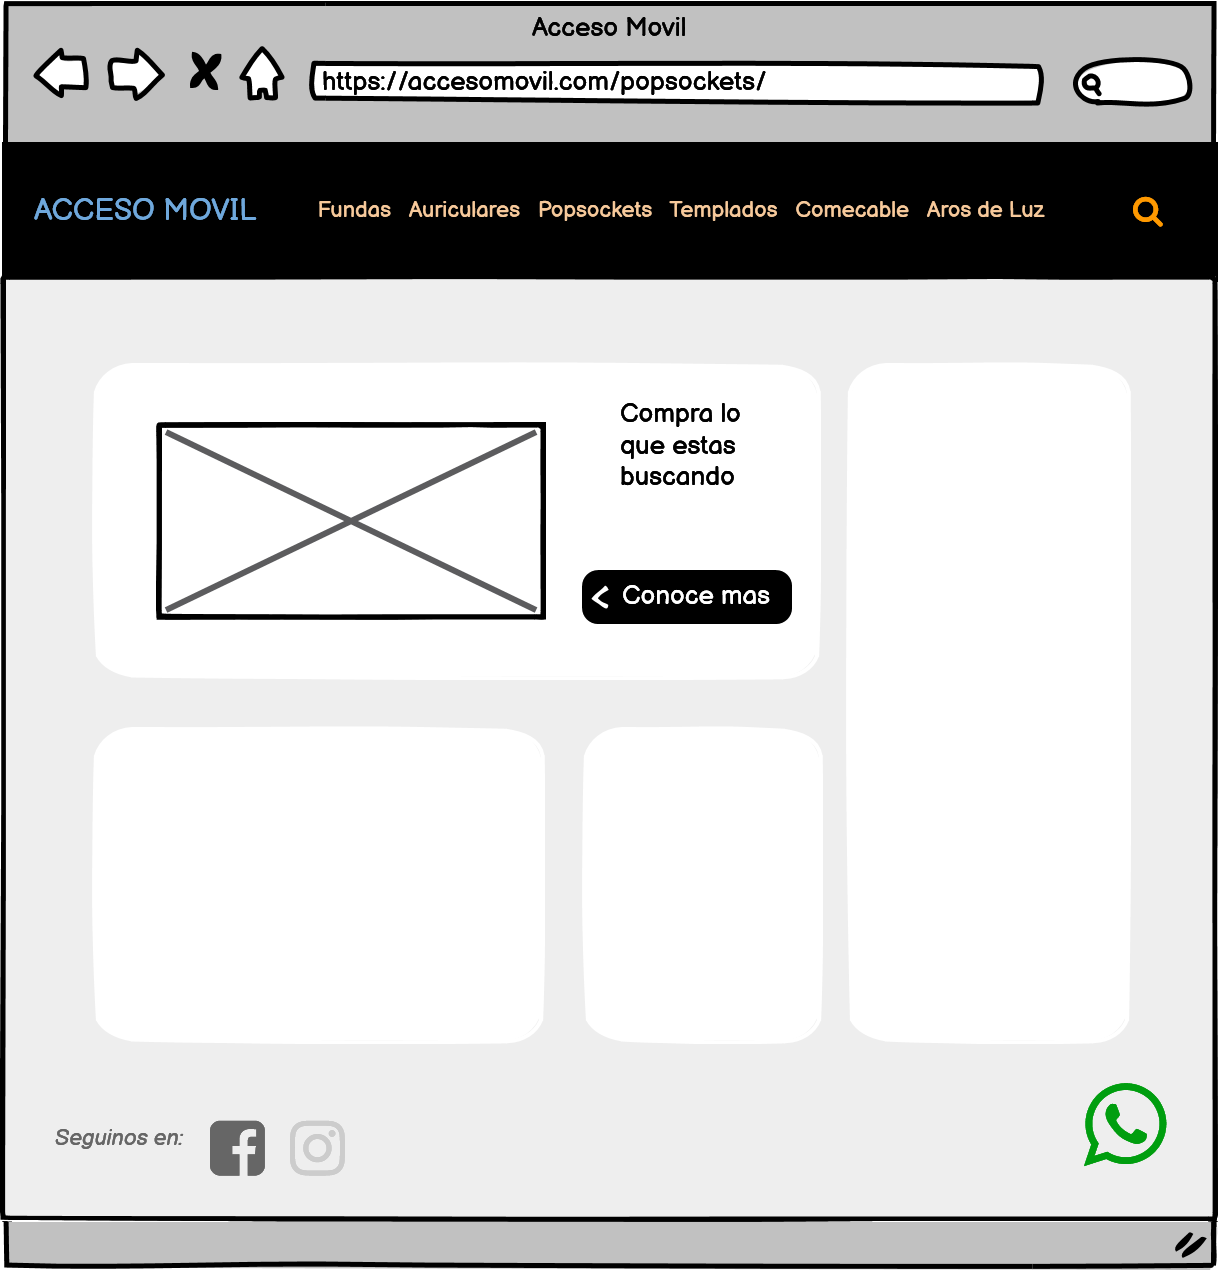 Acceso Movil
https://accesomovil.com/popsockets/
ACCESO MOVIL Fundas Auriculares Popsockets Templados Comecable Aros de Luz
Compra lo
que estas
buscando
Conoce mas
Seguinos en: